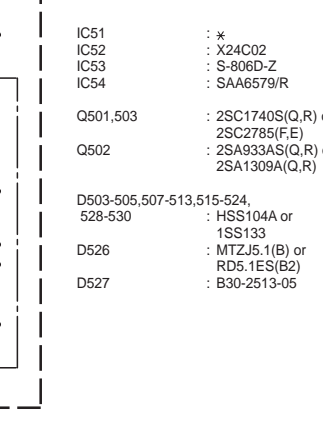 IC51 : *
IC52 : X24C02
IC53 : S-806D-Z
IC54 : SAA6579/R
Q501,503 : 2SC1740S(Q,R)
2SC2785(F,E)
Q502 : 2SA933AS(Q,R)
2SA1309A(Q,R)
D503-505,507-513,515-524,
528-530 : HSS104A or
1SS133
D526 : MTZJ5.1(B) or
RD5.1ES(B2)
D527 : B30-2513-05